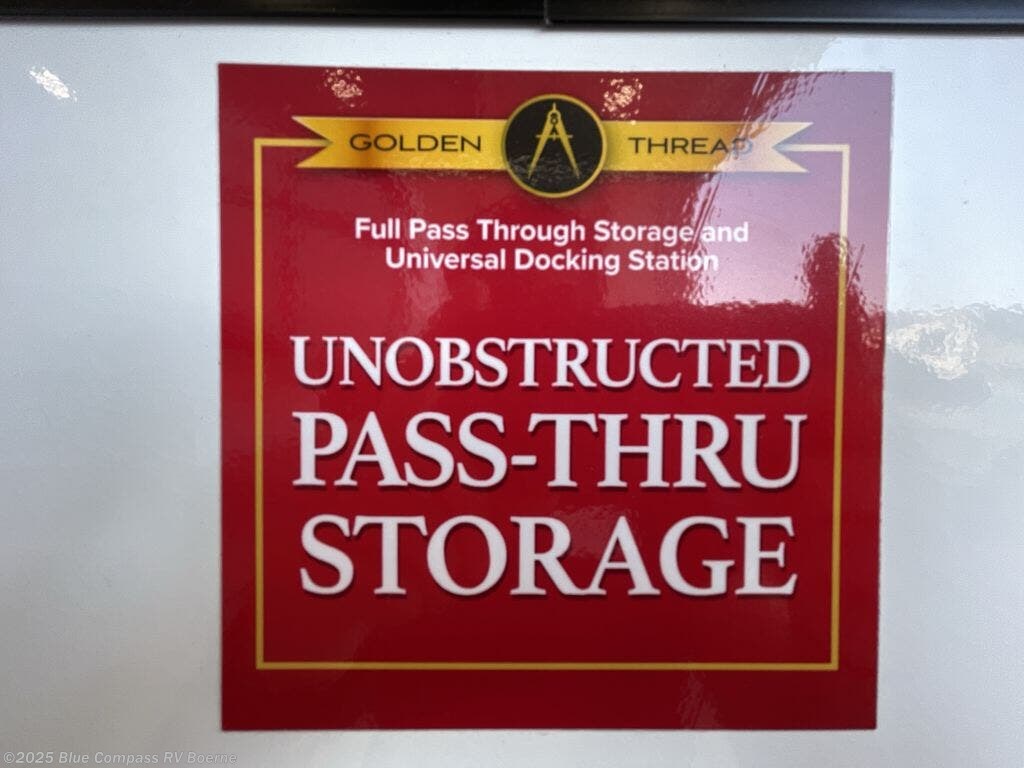 GOLDEN THREAD
Full Pass Through Storage and
Universal Docking Station
UNOBSTRUCTED
PASS-THRU
STORAGE
©2025 Blue Compass RV Boerne